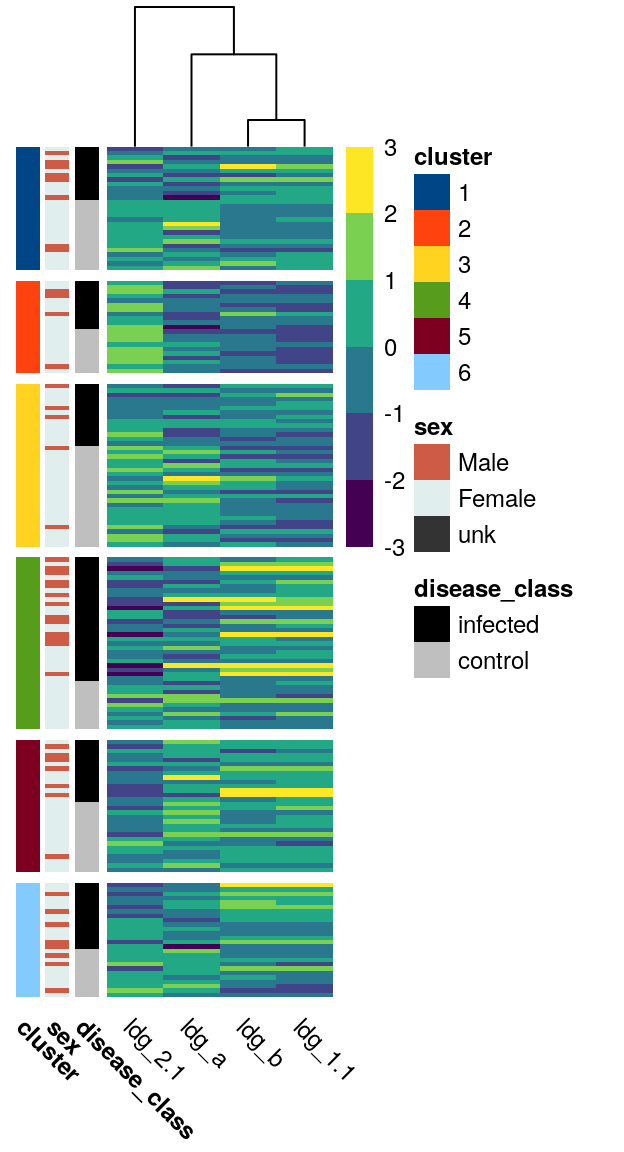 3
2
1
0
-1
-2
-3
cluster
1
2
3
4
5
6
sex
Male
Female
unk
disease_class
infected
control
cluster
sex
disease_class
ldg_2.1
ldg_a
ldg_b
ldg_1.1